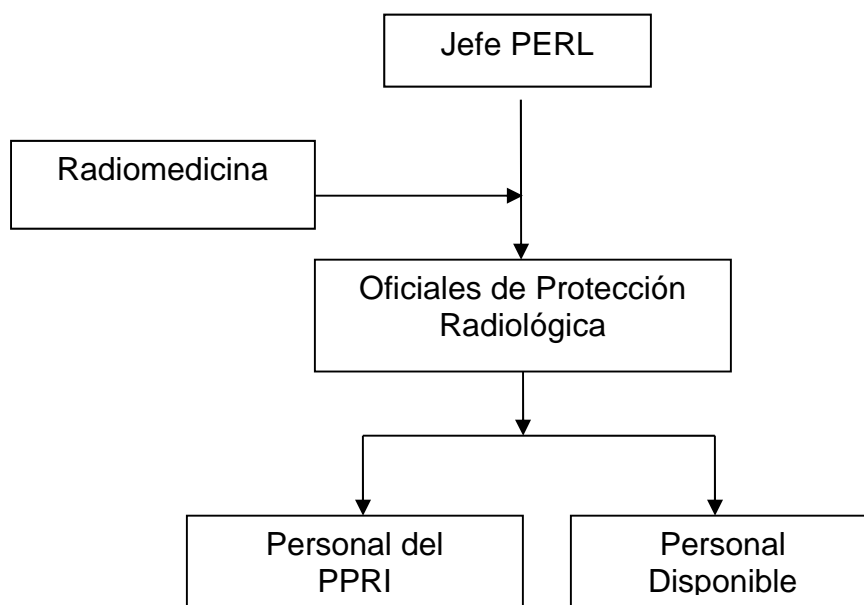 Jefe PERL
Radiomedicina
Oficiales de Protección
Radiológica
Personal del
PPRI
Personal
Disponible